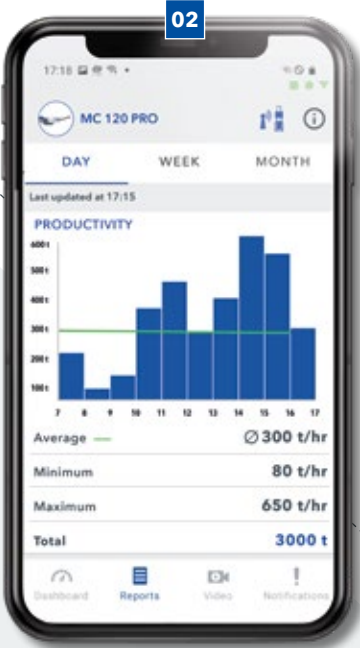 02
17:18
MC 120 PRO
DAY WEEK MONTH
Last updated at 17:15
PRODUCTIVITY
600 t
500 t
400 t
300 t
200 t
100 t
7 8 9 10 11 12 13 14 15 16 17
Average Ø 300 t/hr
Minimum 80 t/hr
Maximum 650 t/hr
Total 3000 t
Dashboard Reports Video Notifications